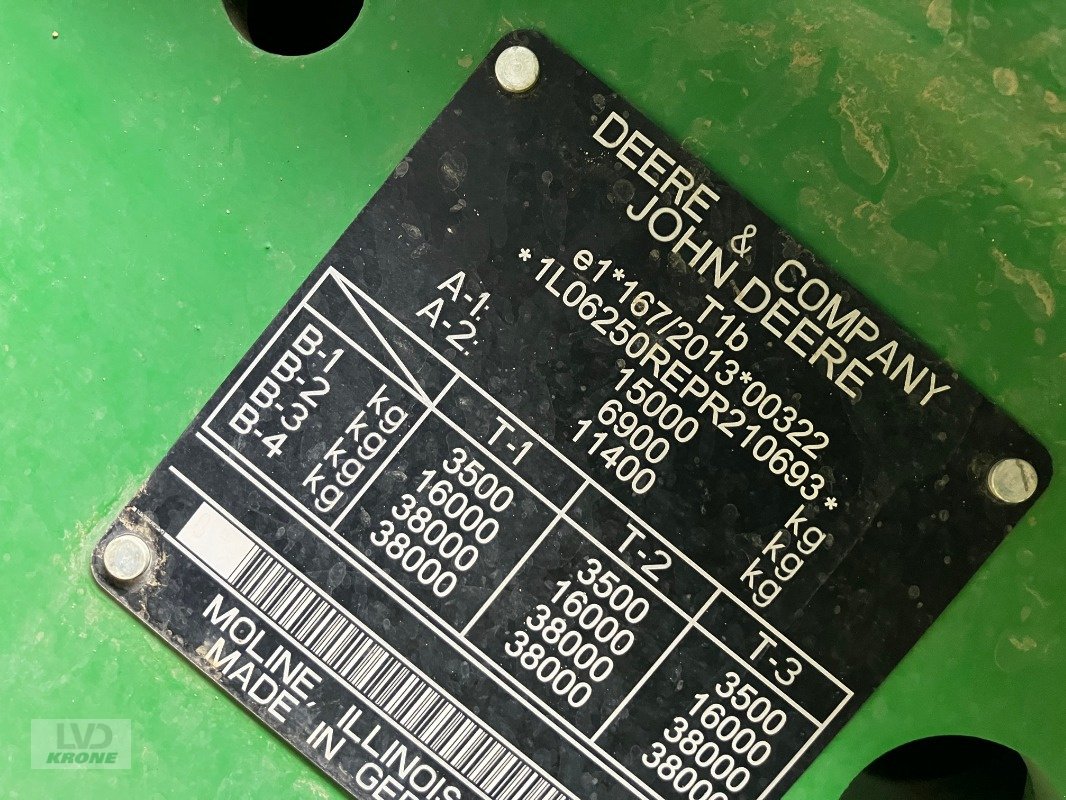 DEERE & COMPANY
JOHN DEERE
T1b
e1*167/2013*00322
*1L06250REPR210693*
15000 kg
A-1: 6900 kg
A-2: 11400 kg
T-1 T-2 T-3
B-1 kg 3500 3500 3500
B-2 kg 16000 16000 16000
B-3 kg 38000 38000 38000
B-4 kg 38000 38000 38000
MOLINE, ILLINOIS
MADE IN GER
LVD
KRONE